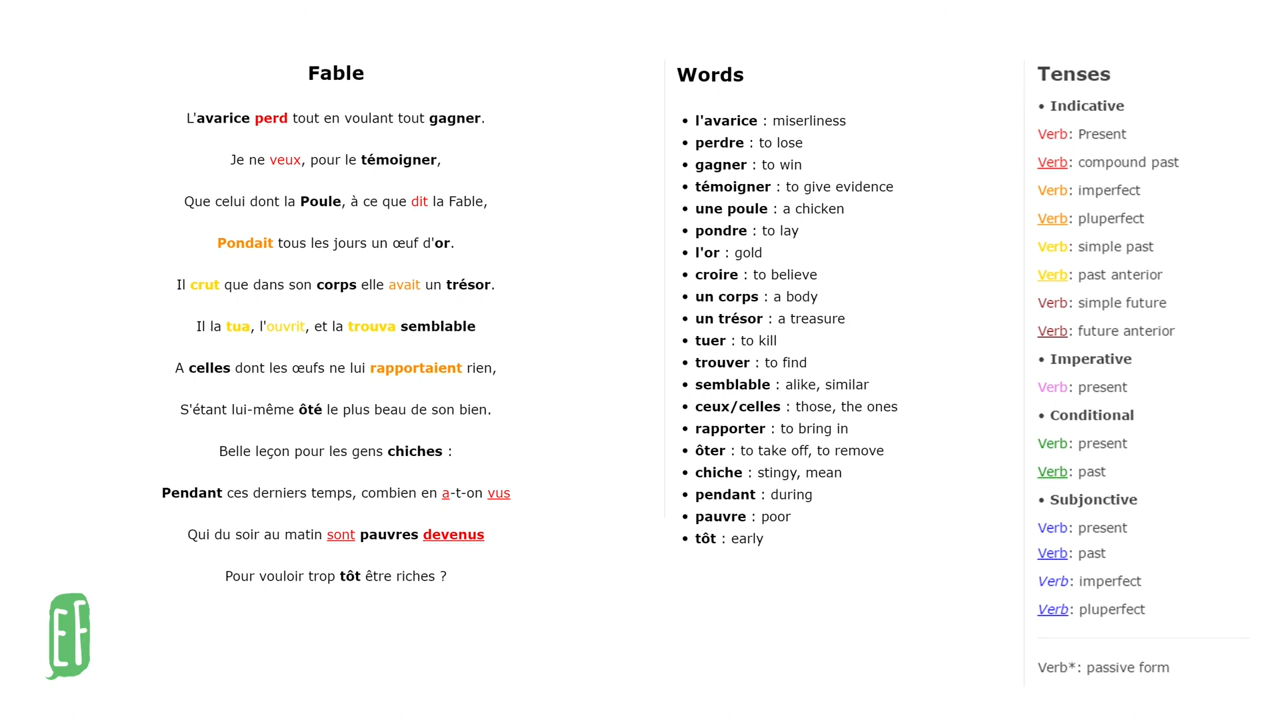 Fable
L'avarice perd tout en voulant tout gagner.
Je ne veux, pour le témoigner,
Que celui dont la Poule, à ce que dit la Fable,
Pondait tous les jours un œuf d'or.
Il crut que dans son corps elle avait un trésor.
Il la tua, l'ouvrit, et la trouva semblable
A celles dont les œufs ne lui rapportaient rien,
S'étant lui-même ôté le plus beau de son bien.
Belle leçon pour les gens chiches :
Pendant ces derniers temps, combien en a-t-on vus
Qui du soir au matin sont pauvres devenus
Pour vouloir trop tôt être riches ?
EF
Words
• l'avarice : miserliness
• perdre : to lose
• gagner : to win
• témoigner : to give evidence
• une poule : a chicken
• pondre : to lay
• l'or : gold
• croire : to believe
• un corps : a body
• un trésor : a treasure
• tuer : to kill
• trouver : to find
• semblable : alike, similar
• ceux/celles : those, the ones
• rapporter : to bring in
• ôter : to take off, to remove
• chiche : stingy, mean
• pendant : during
• pauvre : poor
• tôt : early
Tenses
• Indicative
Verb: Present
Verb: compound past
Verb: imperfect
Verb: pluperfect
Verb: simple past
Verb: past anterior
Verb: simple future
Verb: future anterior
• Imperative
Verb: present
• Conditional
Verb: present
Verb: past
• Subjonctive
Verb: present
Verb: past
Verb: imperfect
Verb: pluperfect
Verb*: passive form